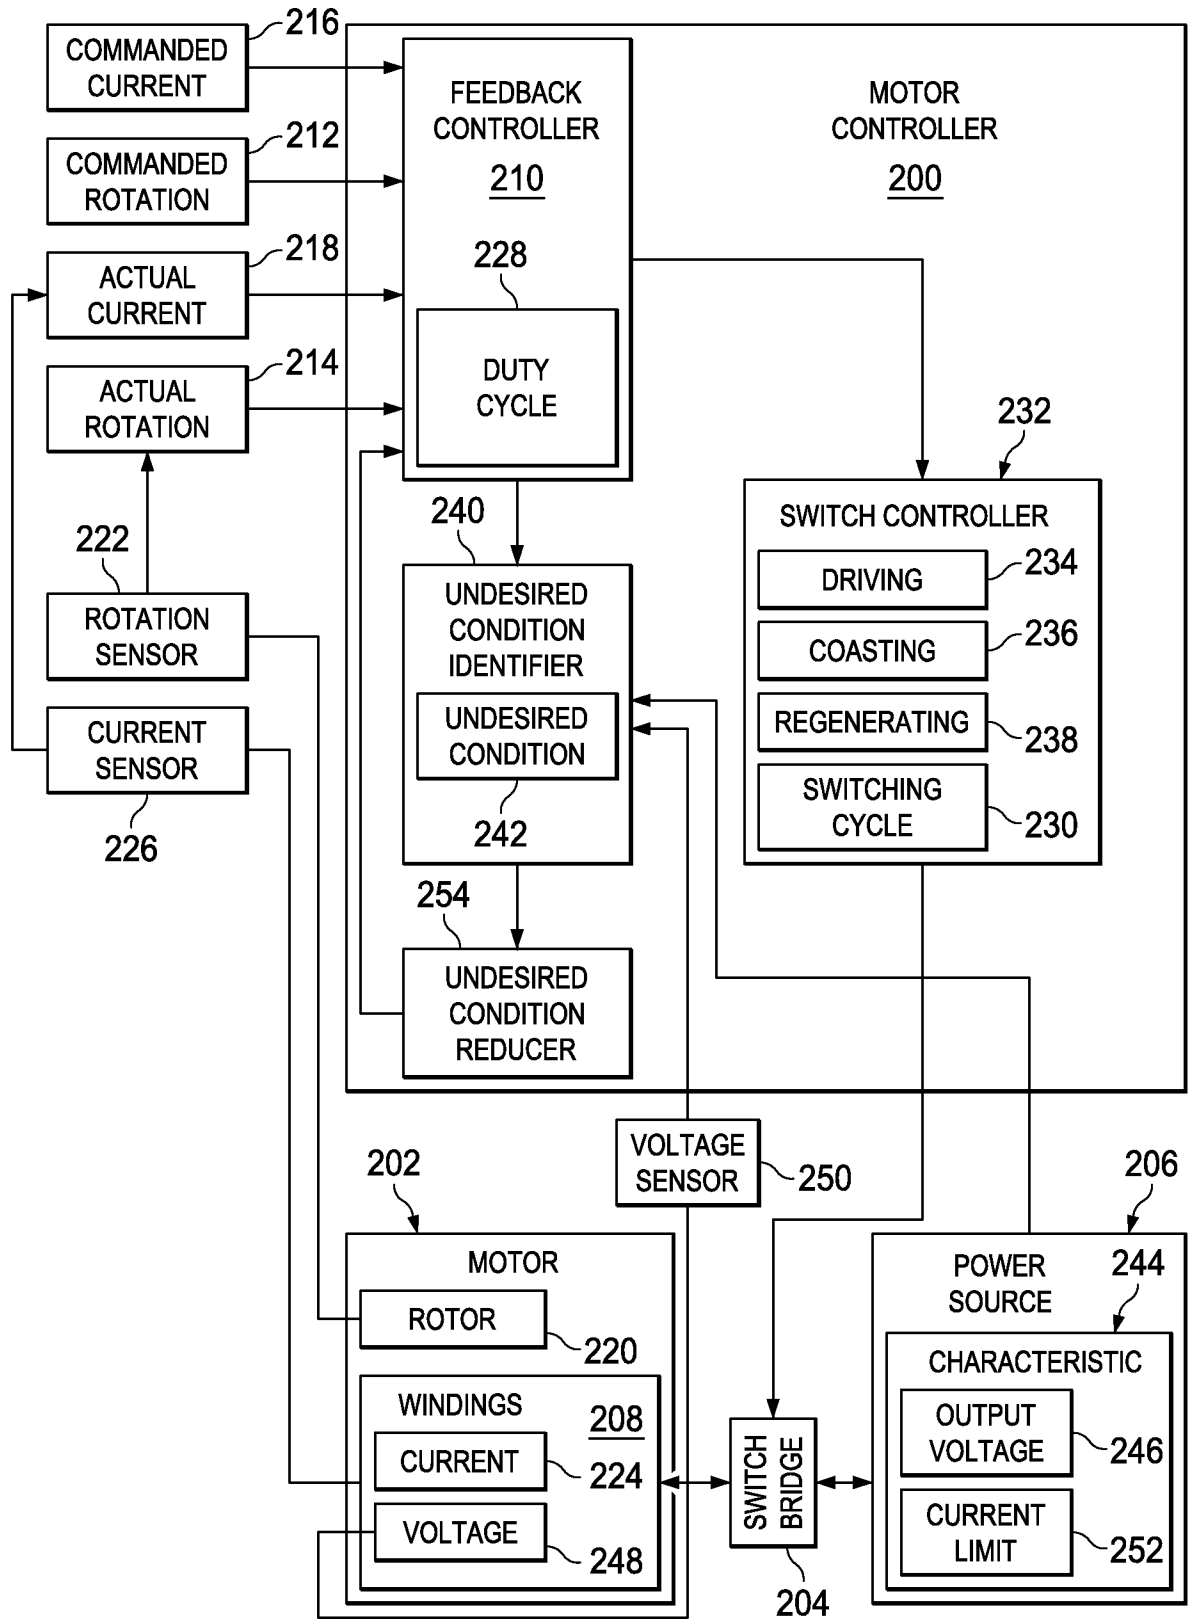 216
COMMANDED
CURRENT
212
COMMANDED
ROTATION
218
ACTUAL
CURRENT
214
ACTUAL
ROTATION
222
ROTATION
SENSOR
CURRENT
SENSOR
226
FEEDBACK
CONTROLLER
210
228
DUTY
CYCLE
MOTOR
CONTROLLER
200
232
SWITCH CONTROLLER
DRIVING
234
COASTING
236
REGENERATING
238
SWITCHING
CYCLE
230
240
UNDESIRED
CONDITION
IDENTIFIER
UNDESIRED
CONDITION
242
254
UNDESIRED
CONDITION
REDUCER
VOLTAGE
SENSOR
250
202
MOTOR
ROTOR
220
WINDINGS
208
CURRENT
224
VOLTAGE
248
SWITCH
BRIDGE
204
206
POWER
SOURCE
244
CHARACTERISTIC
OUTPUT
VOLTAGE
246
CURRENT
LIMIT
252